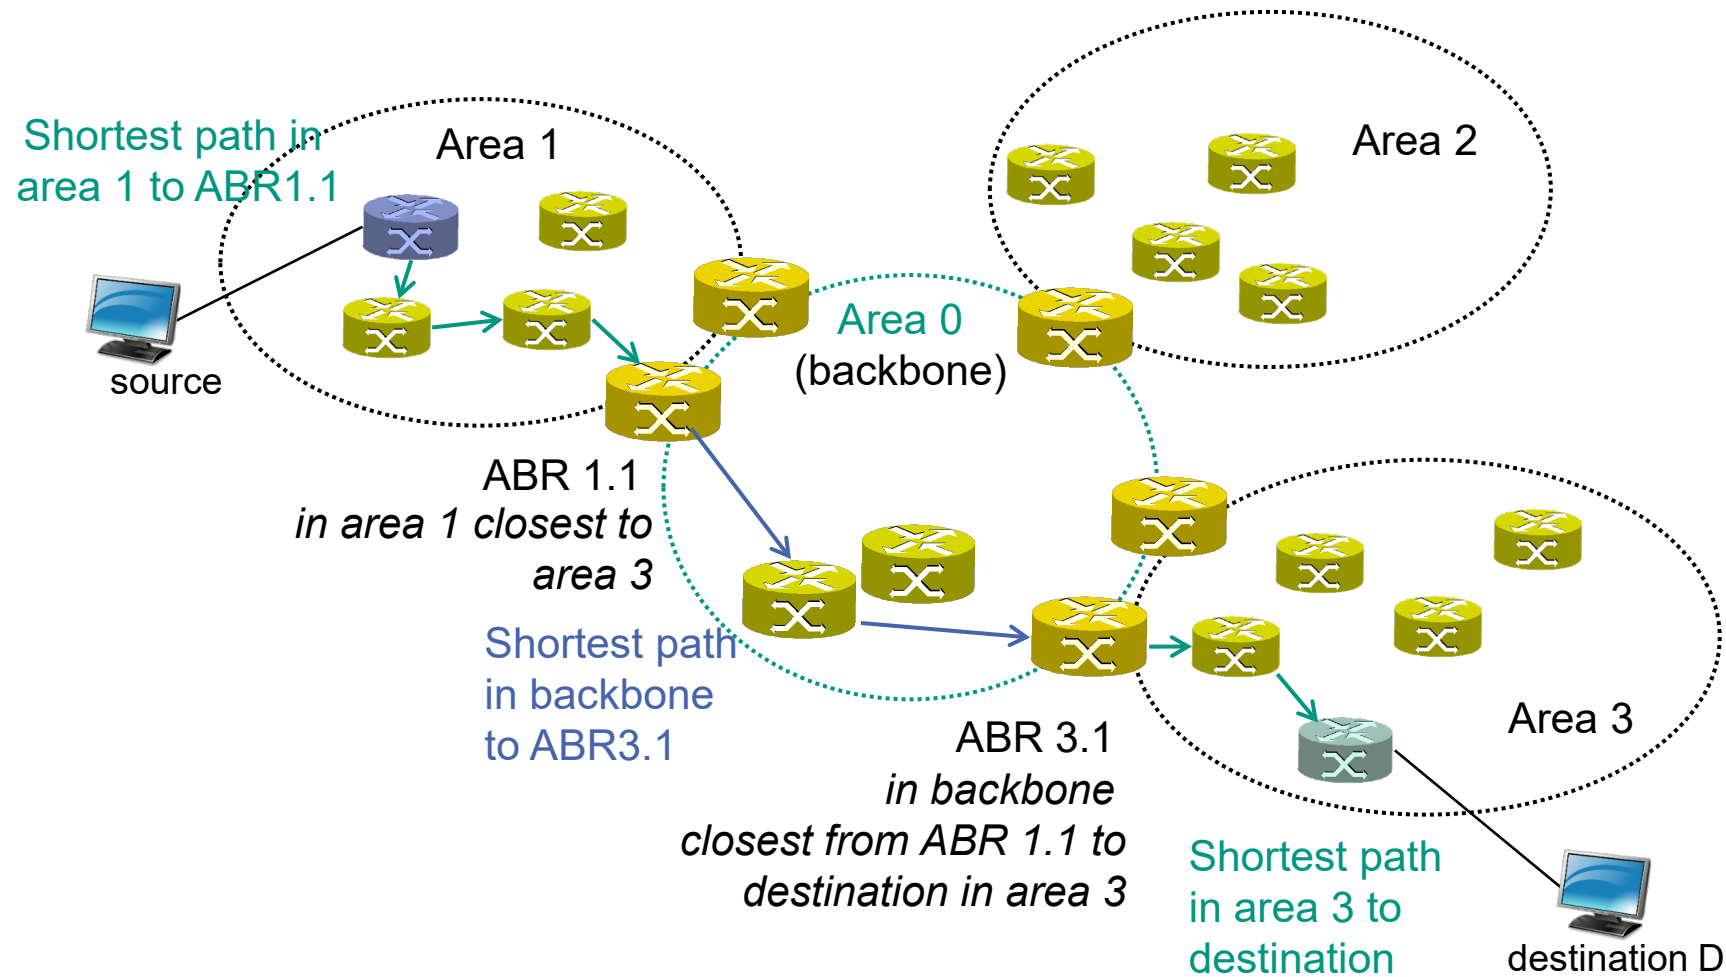 Shortest path in
area 1 to ABR1.1
Area 1
Area 2
source
Area 0
(backbone)
ABR 1.1
in area 1 closest to
area 3
Shortest path
in backbone
to ABR3.1
ABR 3.1
in backbone
closest from ABR 1.1 to
destination in area 3
Area 3
Shortest path
in area 3 to
destination
destination D